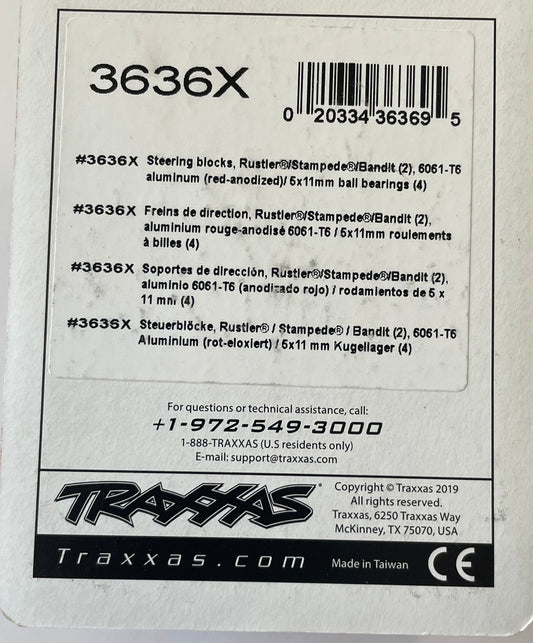 3636X
0 20334 36369 5
#3636X Steering blocks, Rustler®/Stampede®/Bandit (2), 6061-T6
aluminum (red-anodized)/ 5x11mm ball bearings (4)
#3636X Freins de direction, Rustler®/Stampede®/Bandit (2),
aluminium rouge-anodisé 6061-T6 / 5x11mm roulements
à billes (4)
#3636X Soportes de dirección, Rustler®/Stampede®/Bandit (2),
aluminio 6061-T6 (anodizado rojo) / rodamientos de 5 x
11 mm (4)
#3636X Steuerblöcke, Rustler® / Stampede® / Bandit (2), 6061-T6
Aluminium (rot-eloxiert) / 5x11 mm Kugellager (4)
For questions or technical assistance, call:
+1-972-549-3000
1-888-TRAXXAS (U.S residents only)
E-mail: support@traxxas.com
TRAXXAS®
Copyright © Traxxas 2019
All rights reserved.
Traxxas, 6250 Traxxas Way
McKinney, TX 75070, USA
Traxxas.com
Made in Taiwan CE